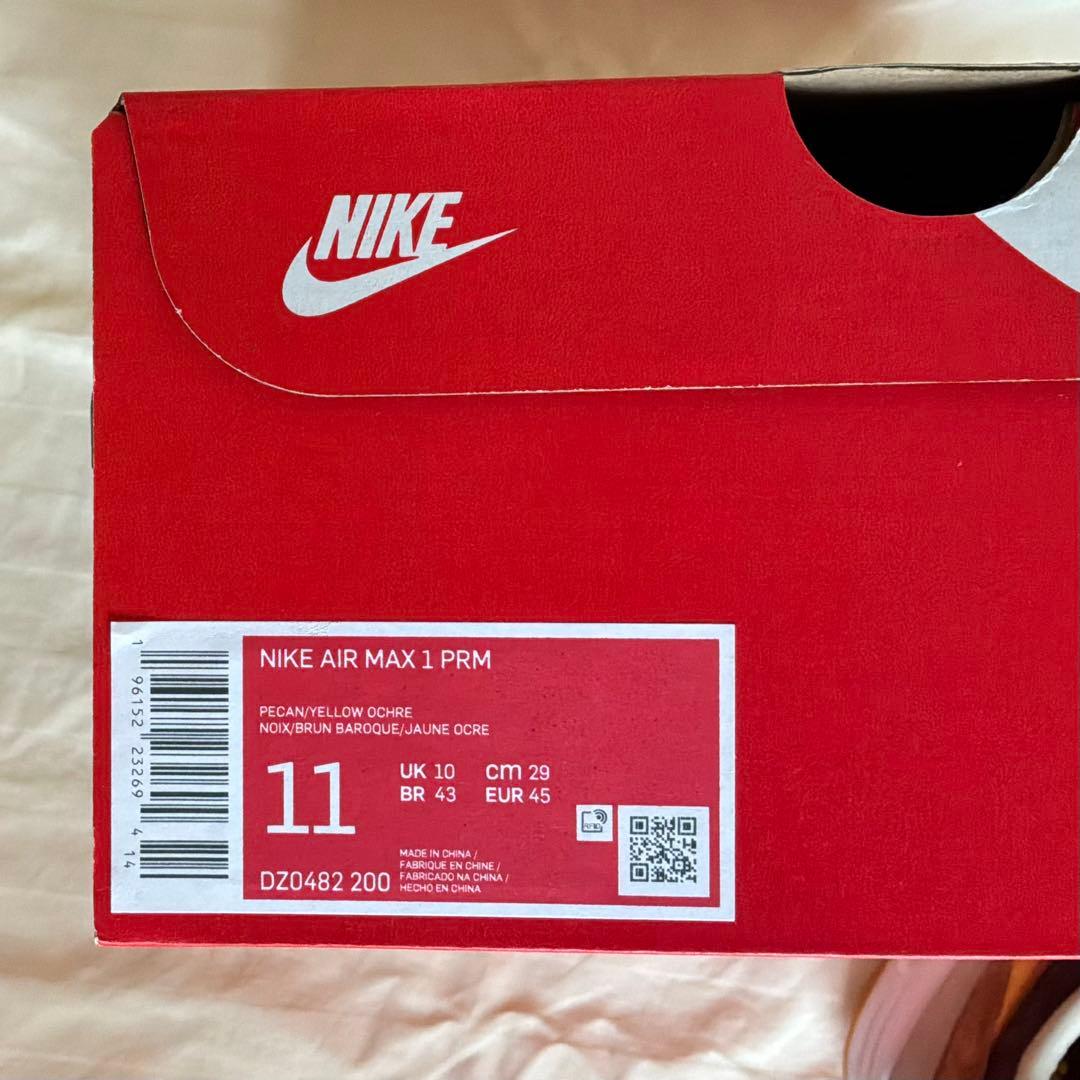 NIKE
NIKE AIR MAX 1 PRM
PECAN/YELLOW OCHRE
NOIX/BRUN BAROQUE/JAUNE OCRE
11
UK 10 cm 29
BR 43 EUR 45
RFID
MADE IN CHINA /
FABRIQUE EN CHINE /
FABRICADO NA CHINA /
HECHO EN CHINA
DZ0482 200
1 96152 23269 4 14